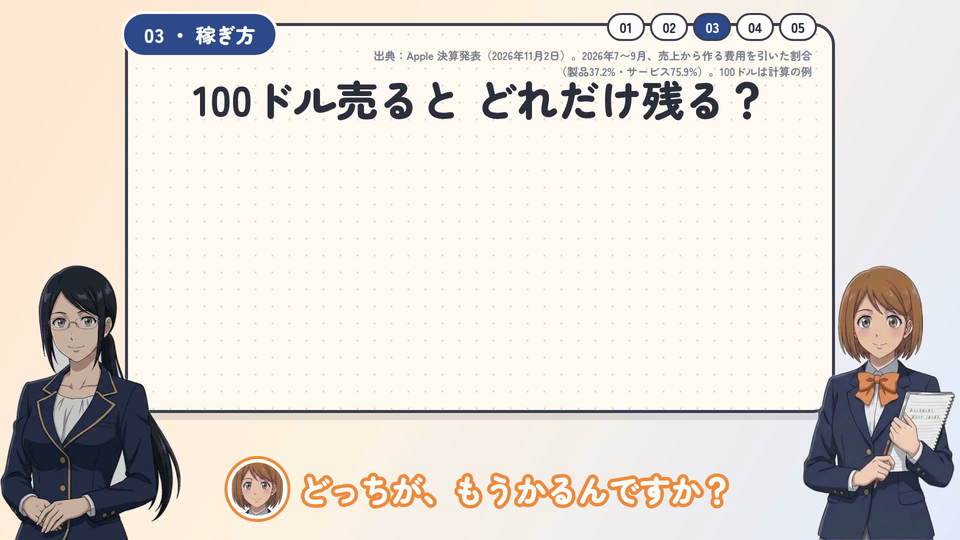 03 ・ 稼ぎ方
01 02 03 04 05
出典：Apple 決算発表（2026年11月2日）。2026年7〜9月、売上から作る費用を引いた割合
（製品37.2%・サービス75.9%）。100ドルは計算の例
100ドル売ると どれだけ残る？
どっちが、もうかるんですか？